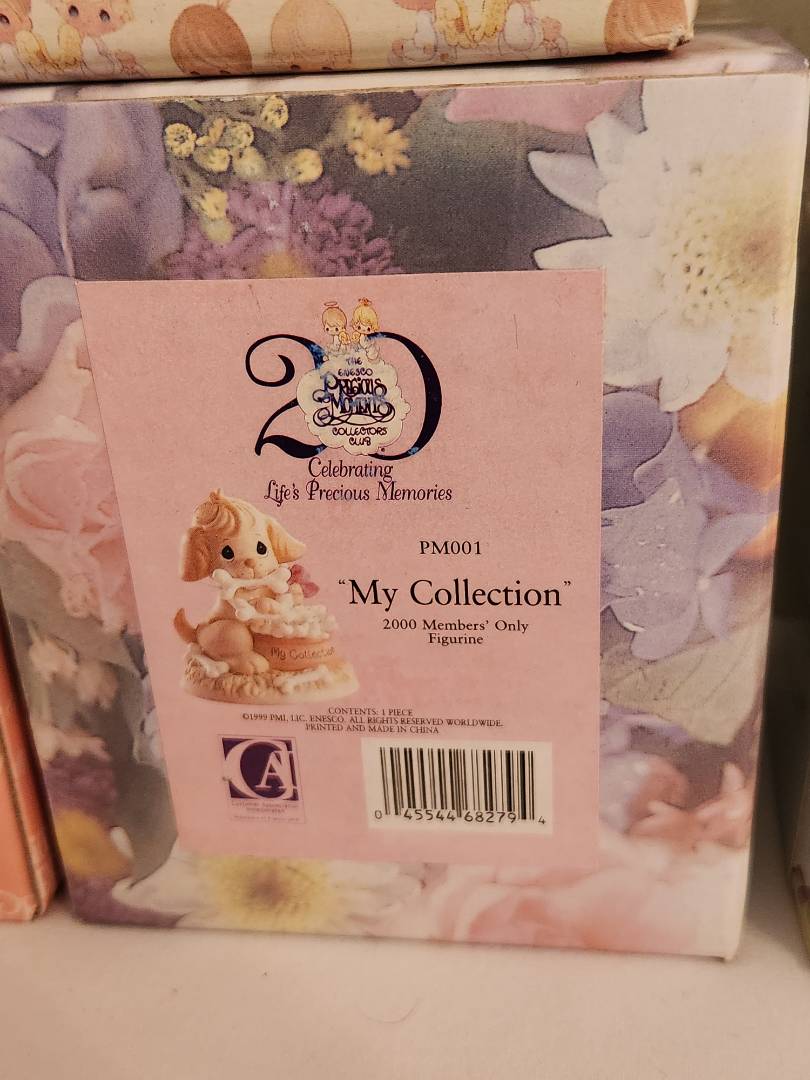 20
THE
ENESCO
PRECIOUS
MOMENTS
COLLECTORS
CLUB
Celebrating
Life's Precious Memories
PM001
"My Collection"
2000 Members' Only
Figurine
My Collection
CONTENTS: 1 PIECE
©1999 PMI, LIC. ENESCO. ALL RIGHTS RESERVED WORLDWIDE.
PRINTED AND MADE IN CHINA
CA
0 45544 68279 4